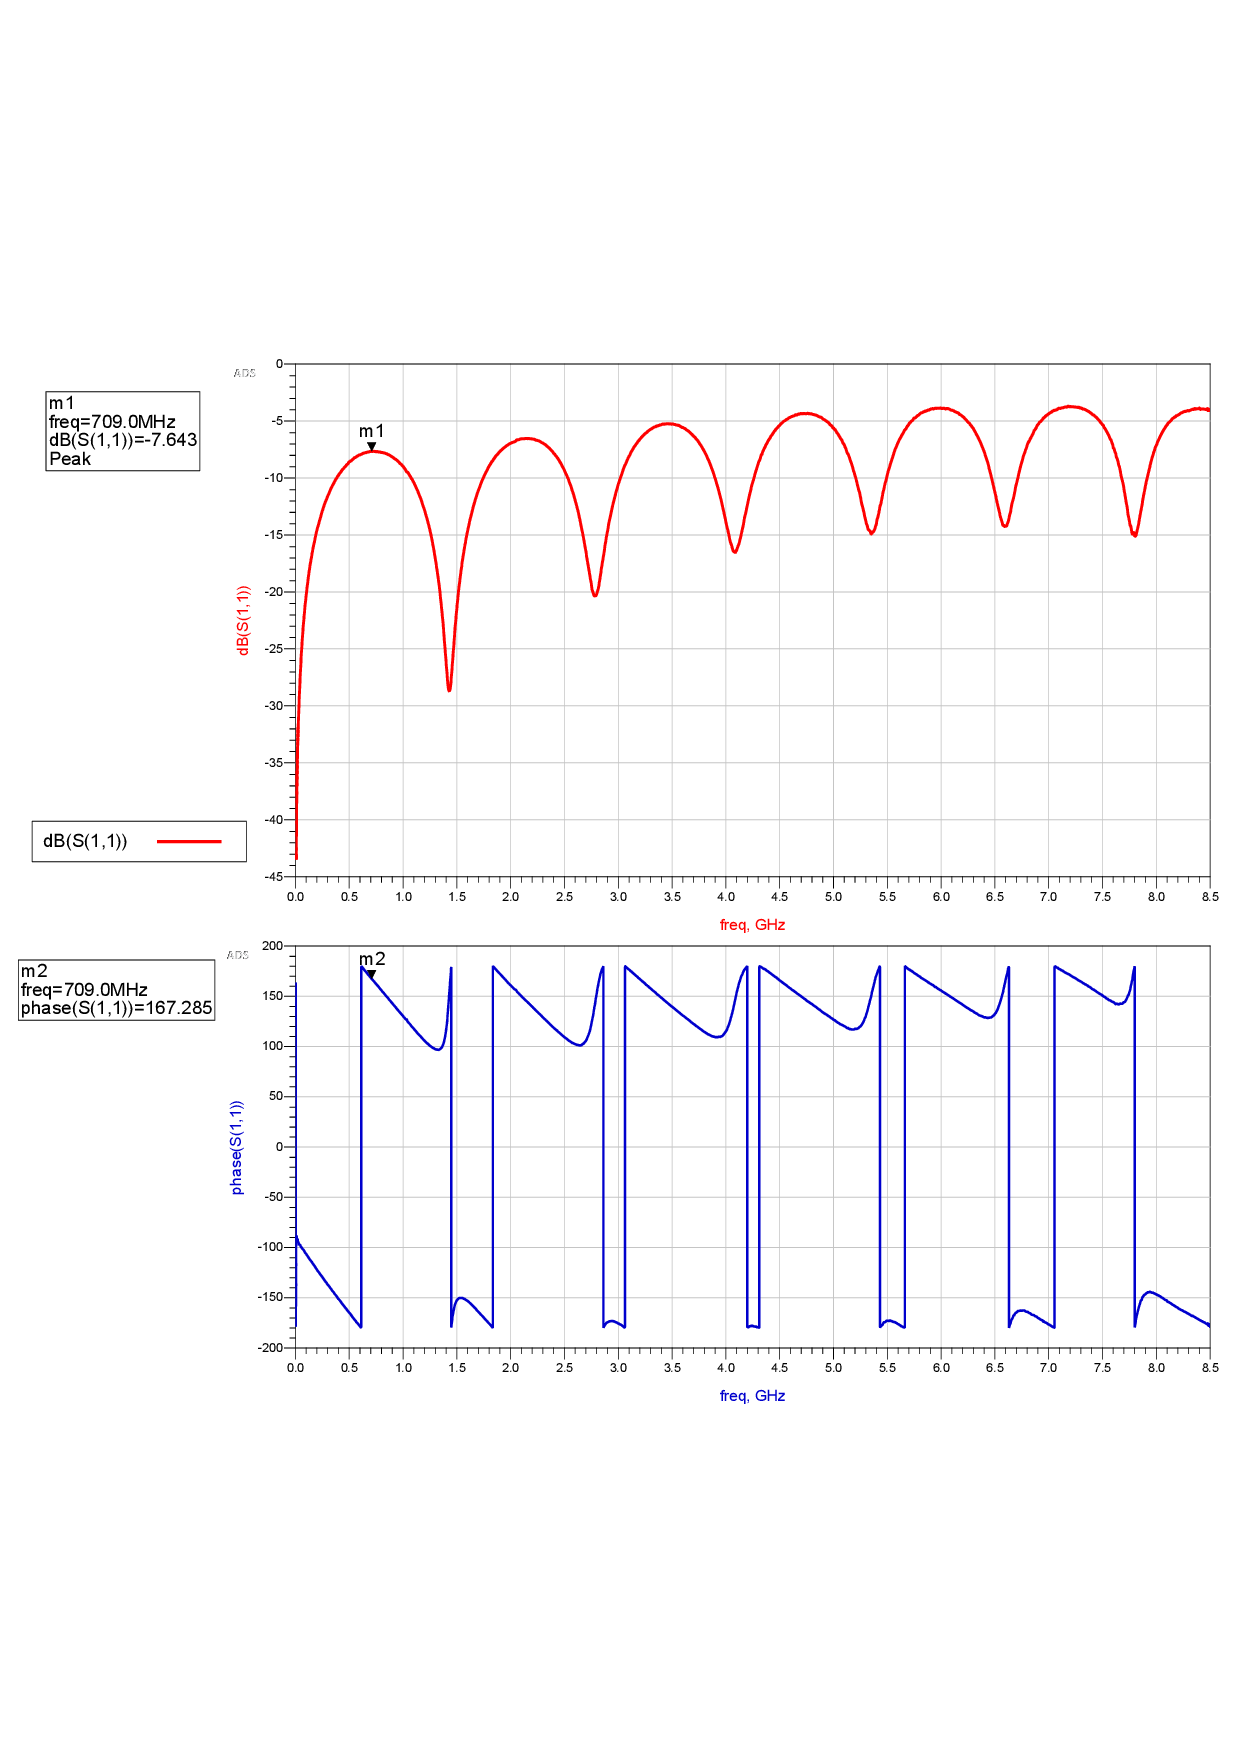 ADS
m1
freq=709.0MHz
dB(S(1,1))=-7.643
Peak
m1
0
-5
-10
-15
-20
-25
-30
-35
-40
-45
dB(S(1,1))
dB(S(1,1))
0.0 0.5 1.0 1.5 2.0 2.5 3.0 3.5 4.0 4.5 5.0 5.5 6.0 6.5 7.0 7.5 8.0 8.5
freq, GHz
ADS
m2
freq=709.0MHz
phase(S(1,1))=167.285
m2
200
150
100
50
0
-50
-100
-150
-200
phase(S(1,1))
0.0 0.5 1.0 1.5 2.0 2.5 3.0 3.5 4.0 4.5 5.0 5.5 6.0 6.5 7.0 7.5 8.0 8.5
freq, GHz